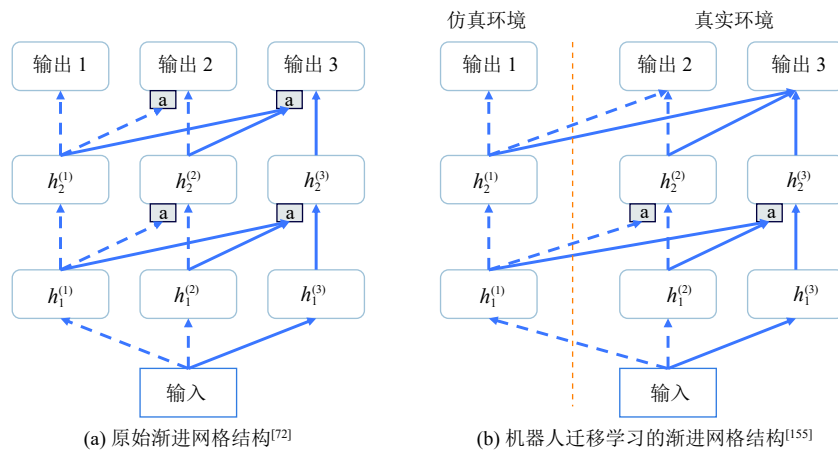 仿真环境 真实环境
输出 1 输出 2 输出 3 输出 1 输出 2 输出 3
a a
h₂⁽¹⁾ h₂⁽²⁾ h₂⁽³⁾ h₂⁽¹⁾ h₂⁽²⁾ h₂⁽³⁾
a a a a
h₁⁽¹⁾ h₁⁽²⁾ h₁⁽³⁾ h₁⁽¹⁾ h₁⁽²⁾ h₁⁽³⁾
输入 输入
(a) 原始渐进网格结构[72] (b) 机器人迁移学习的渐进网格结构[155]